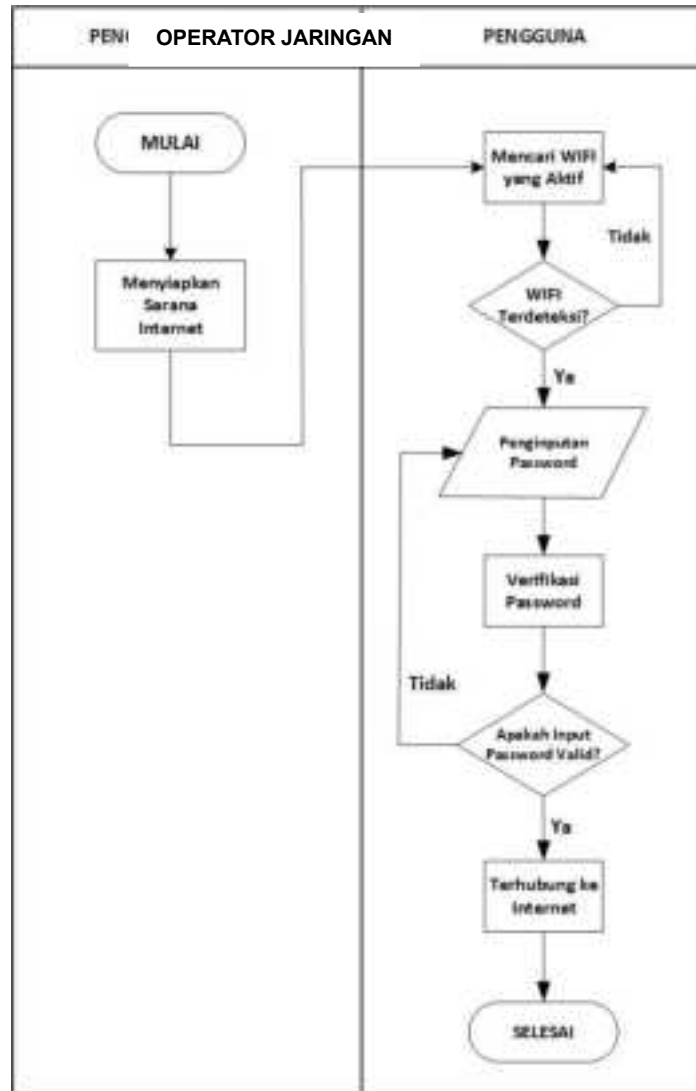 OPERATOR JARINGAN
PENGGUNA
MULAI
Menyiapkan
Sarana
Internet
Mencari WIFI
yang Aktif
Tidak
WIFI
Terdeteksi?
Ya
Penginputan
Password
Verifikasi
Password
Tidak
Apakah Input
Password Valid?
Ya
Terhubung ke
Internet
SELESAI